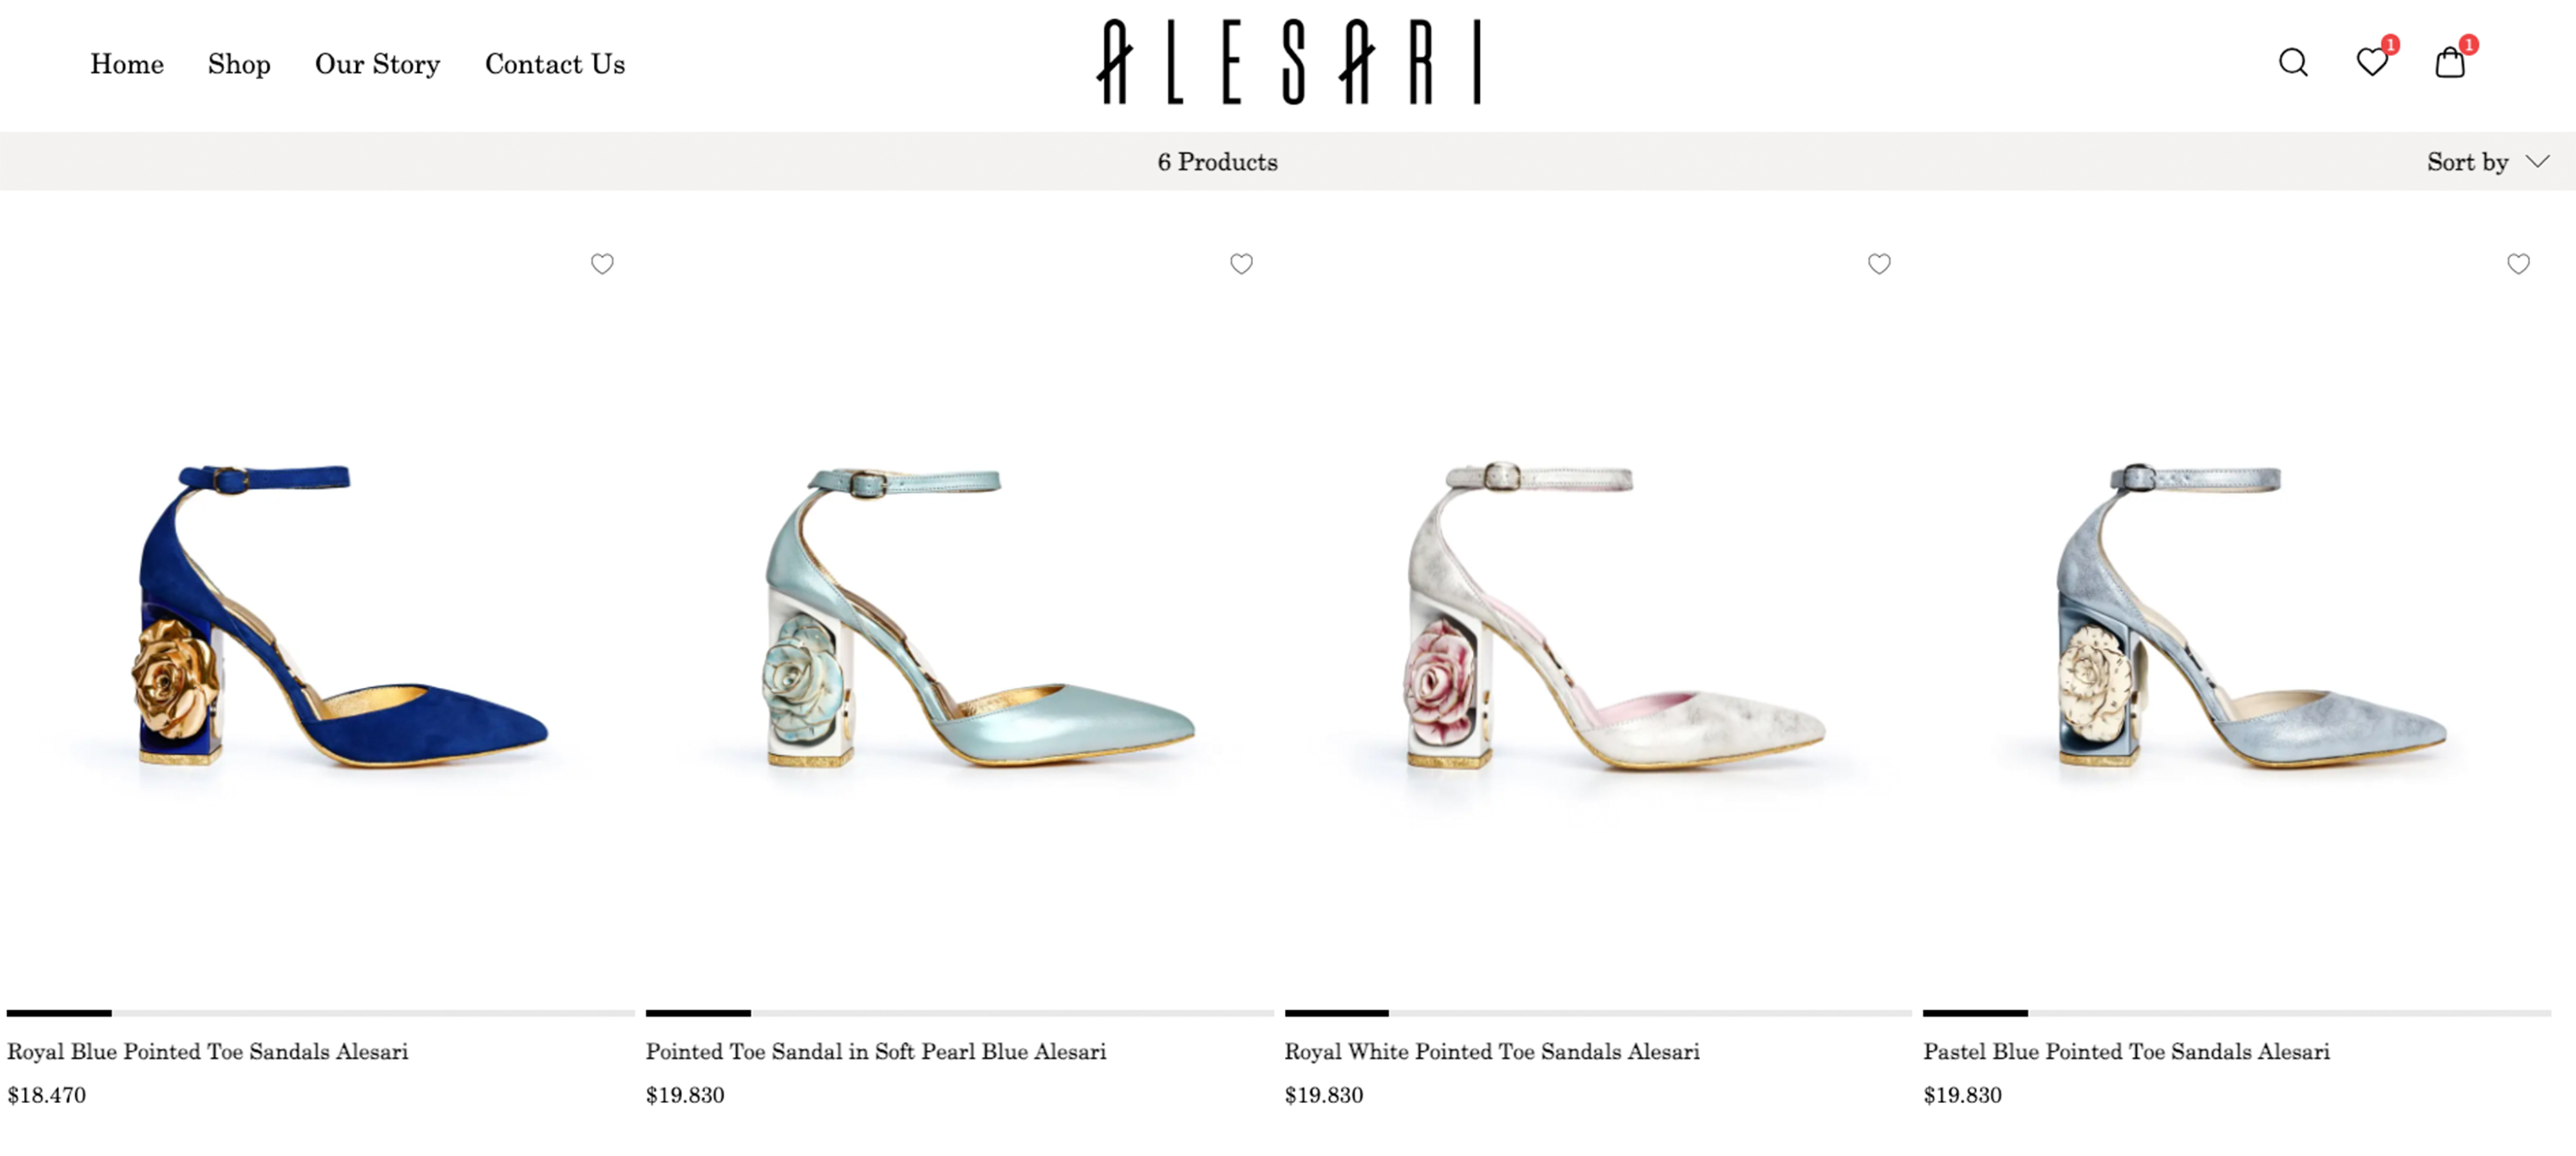 Home Shop Our Story Contact Us
ALESARI
1
1
6 Products
Sort by
Royal Blue Pointed Toe Sandals Alesari
$18.470
Pointed Toe Sandal in Soft Pearl Blue Alesari
$19.830
Royal White Pointed Toe Sandals Alesari
$19.830
Pastel Blue Pointed Toe Sandals Alesari
$19.830